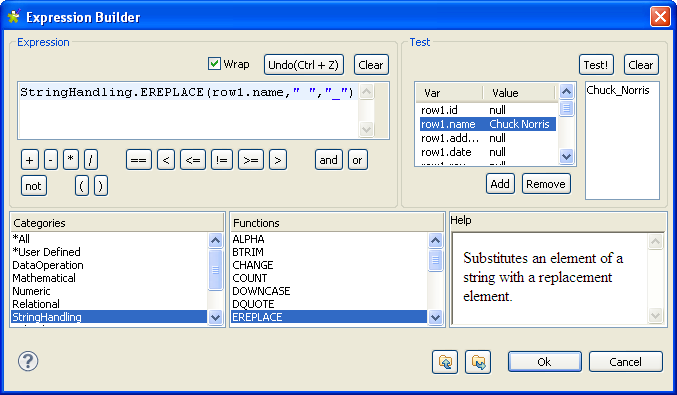 Expression Builder
Expression
Wrap
Undo(Ctrl + Z)
Clear
StringHandling.EREPLACE(row1.name," ","_")
+ - * / == < <= != >= > and or
not ( )
Test
Test! Clear
Var Value
row1.id null
row1.name Chuck Norris
row1.add... null
row1.date null
Chuck_Norris
Add Remove
Categories
*All
*User Defined
DataOperation
Mathematical
Numeric
Relational
StringHandling
Functions
ALPHA
BTRIM
CHANGE
COUNT
DOWNCASE
DQUOTE
EREPLACE
Help
Substitutes an element of a
string with a replacement
element.
?
Ok Cancel